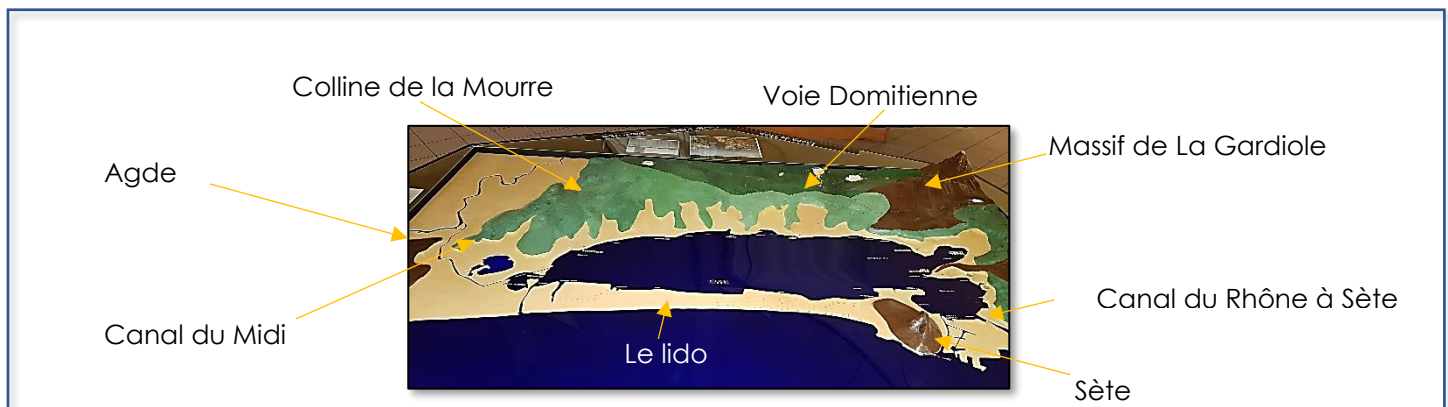 Colline de la Mourre
Voie Domitienne
Massif de La Gardiole
Agde
Canal du Rhône à Sète
Canal du Midi
Le lido
Sète